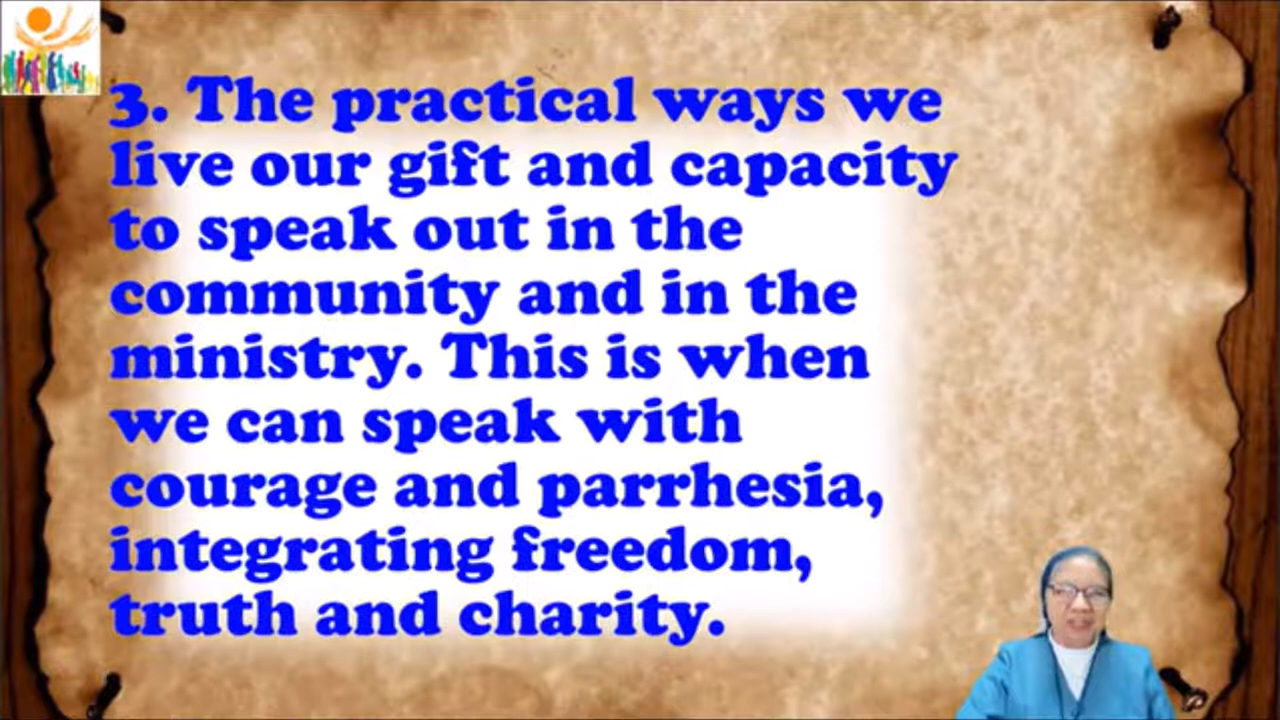 3. The practical ways we
live our gift and capacity
to speak out in the
community and in the
ministry. This is when
we can speak with
courage and parrhesia,
integrating freedom,
truth and charity.